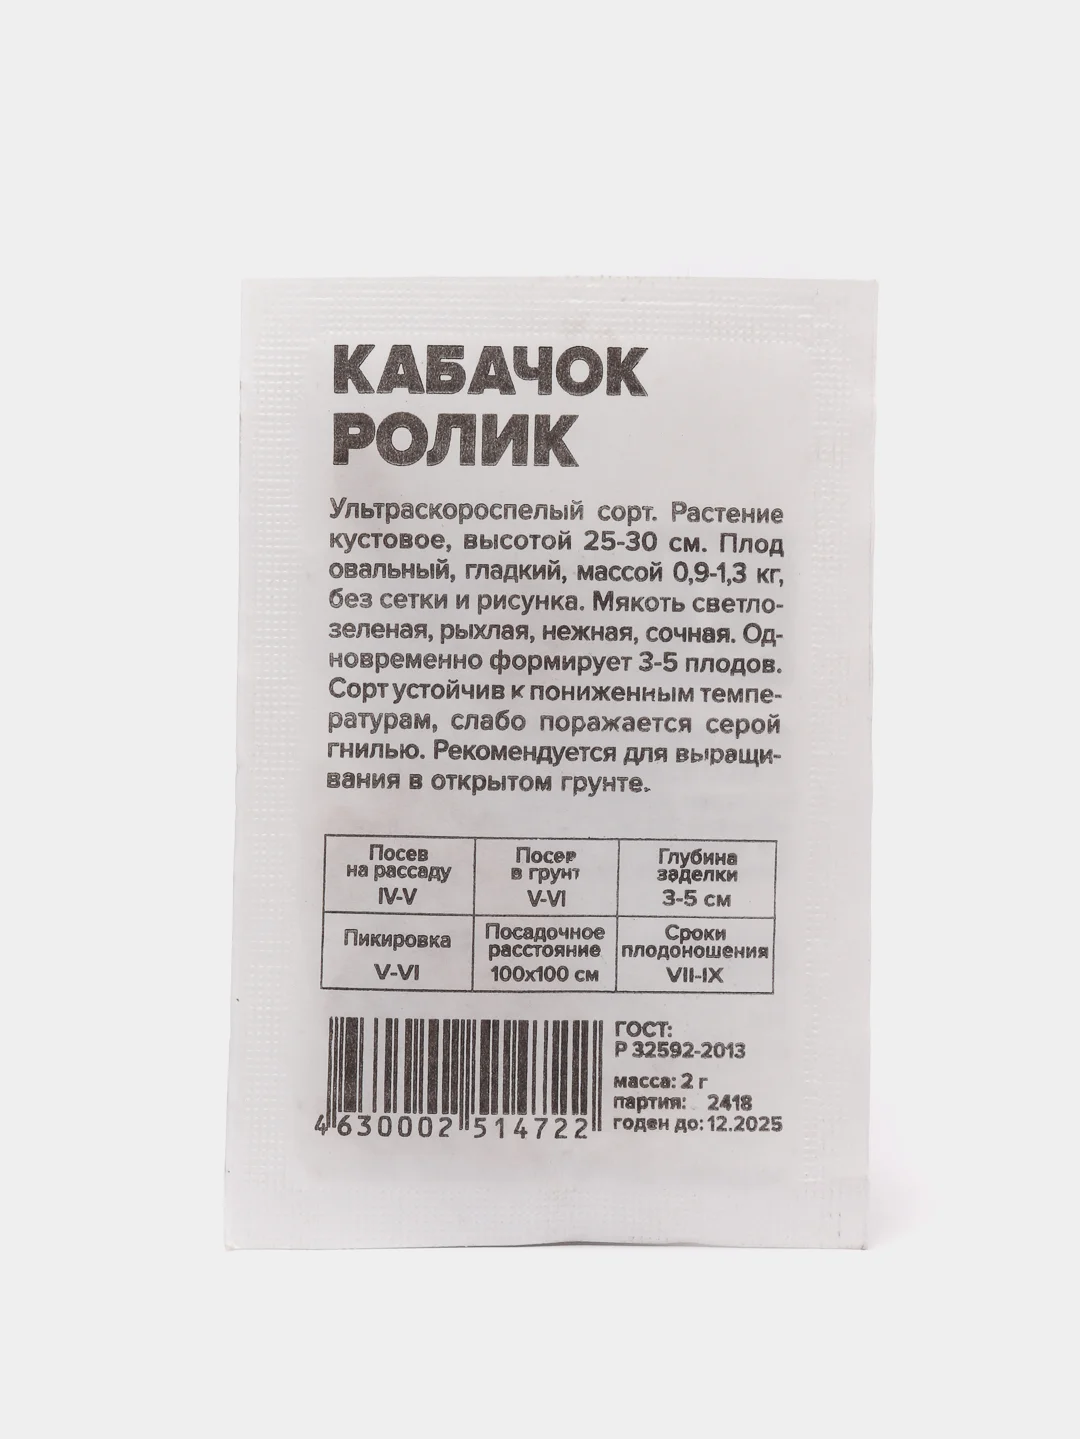 КАБАЧОК
РОЛИК
Ультраскороспелый сорт. Растение
кустовое, высотой 25-30 см. Плод
овальный, гладкий, массой 0,9-1,3 кг,
без сетки и рисунка. Мякоть светло-
зеленая, рыхлая, нежная, сочная. Од-
новременно формирует 3-5 плодов.
Сорт устойчив к пониженным темпе-
ратурам, слабо поражается серой
гнилью. Рекомендуется для выращи-
вания в открытом грунте.
Посев
на рассаду
IV-V
Посев
в грунт
V-VI
Глубина
заделки
3-5 см
Пикировка
V-VI
Посадочное
расстояние
100х100 см
Сроки
плодоношения
VII-IX
ГОСТ:
Р 32592-2013
масса: 2 г
партия: 2418
годен до: 12.2025
4 630002 514722